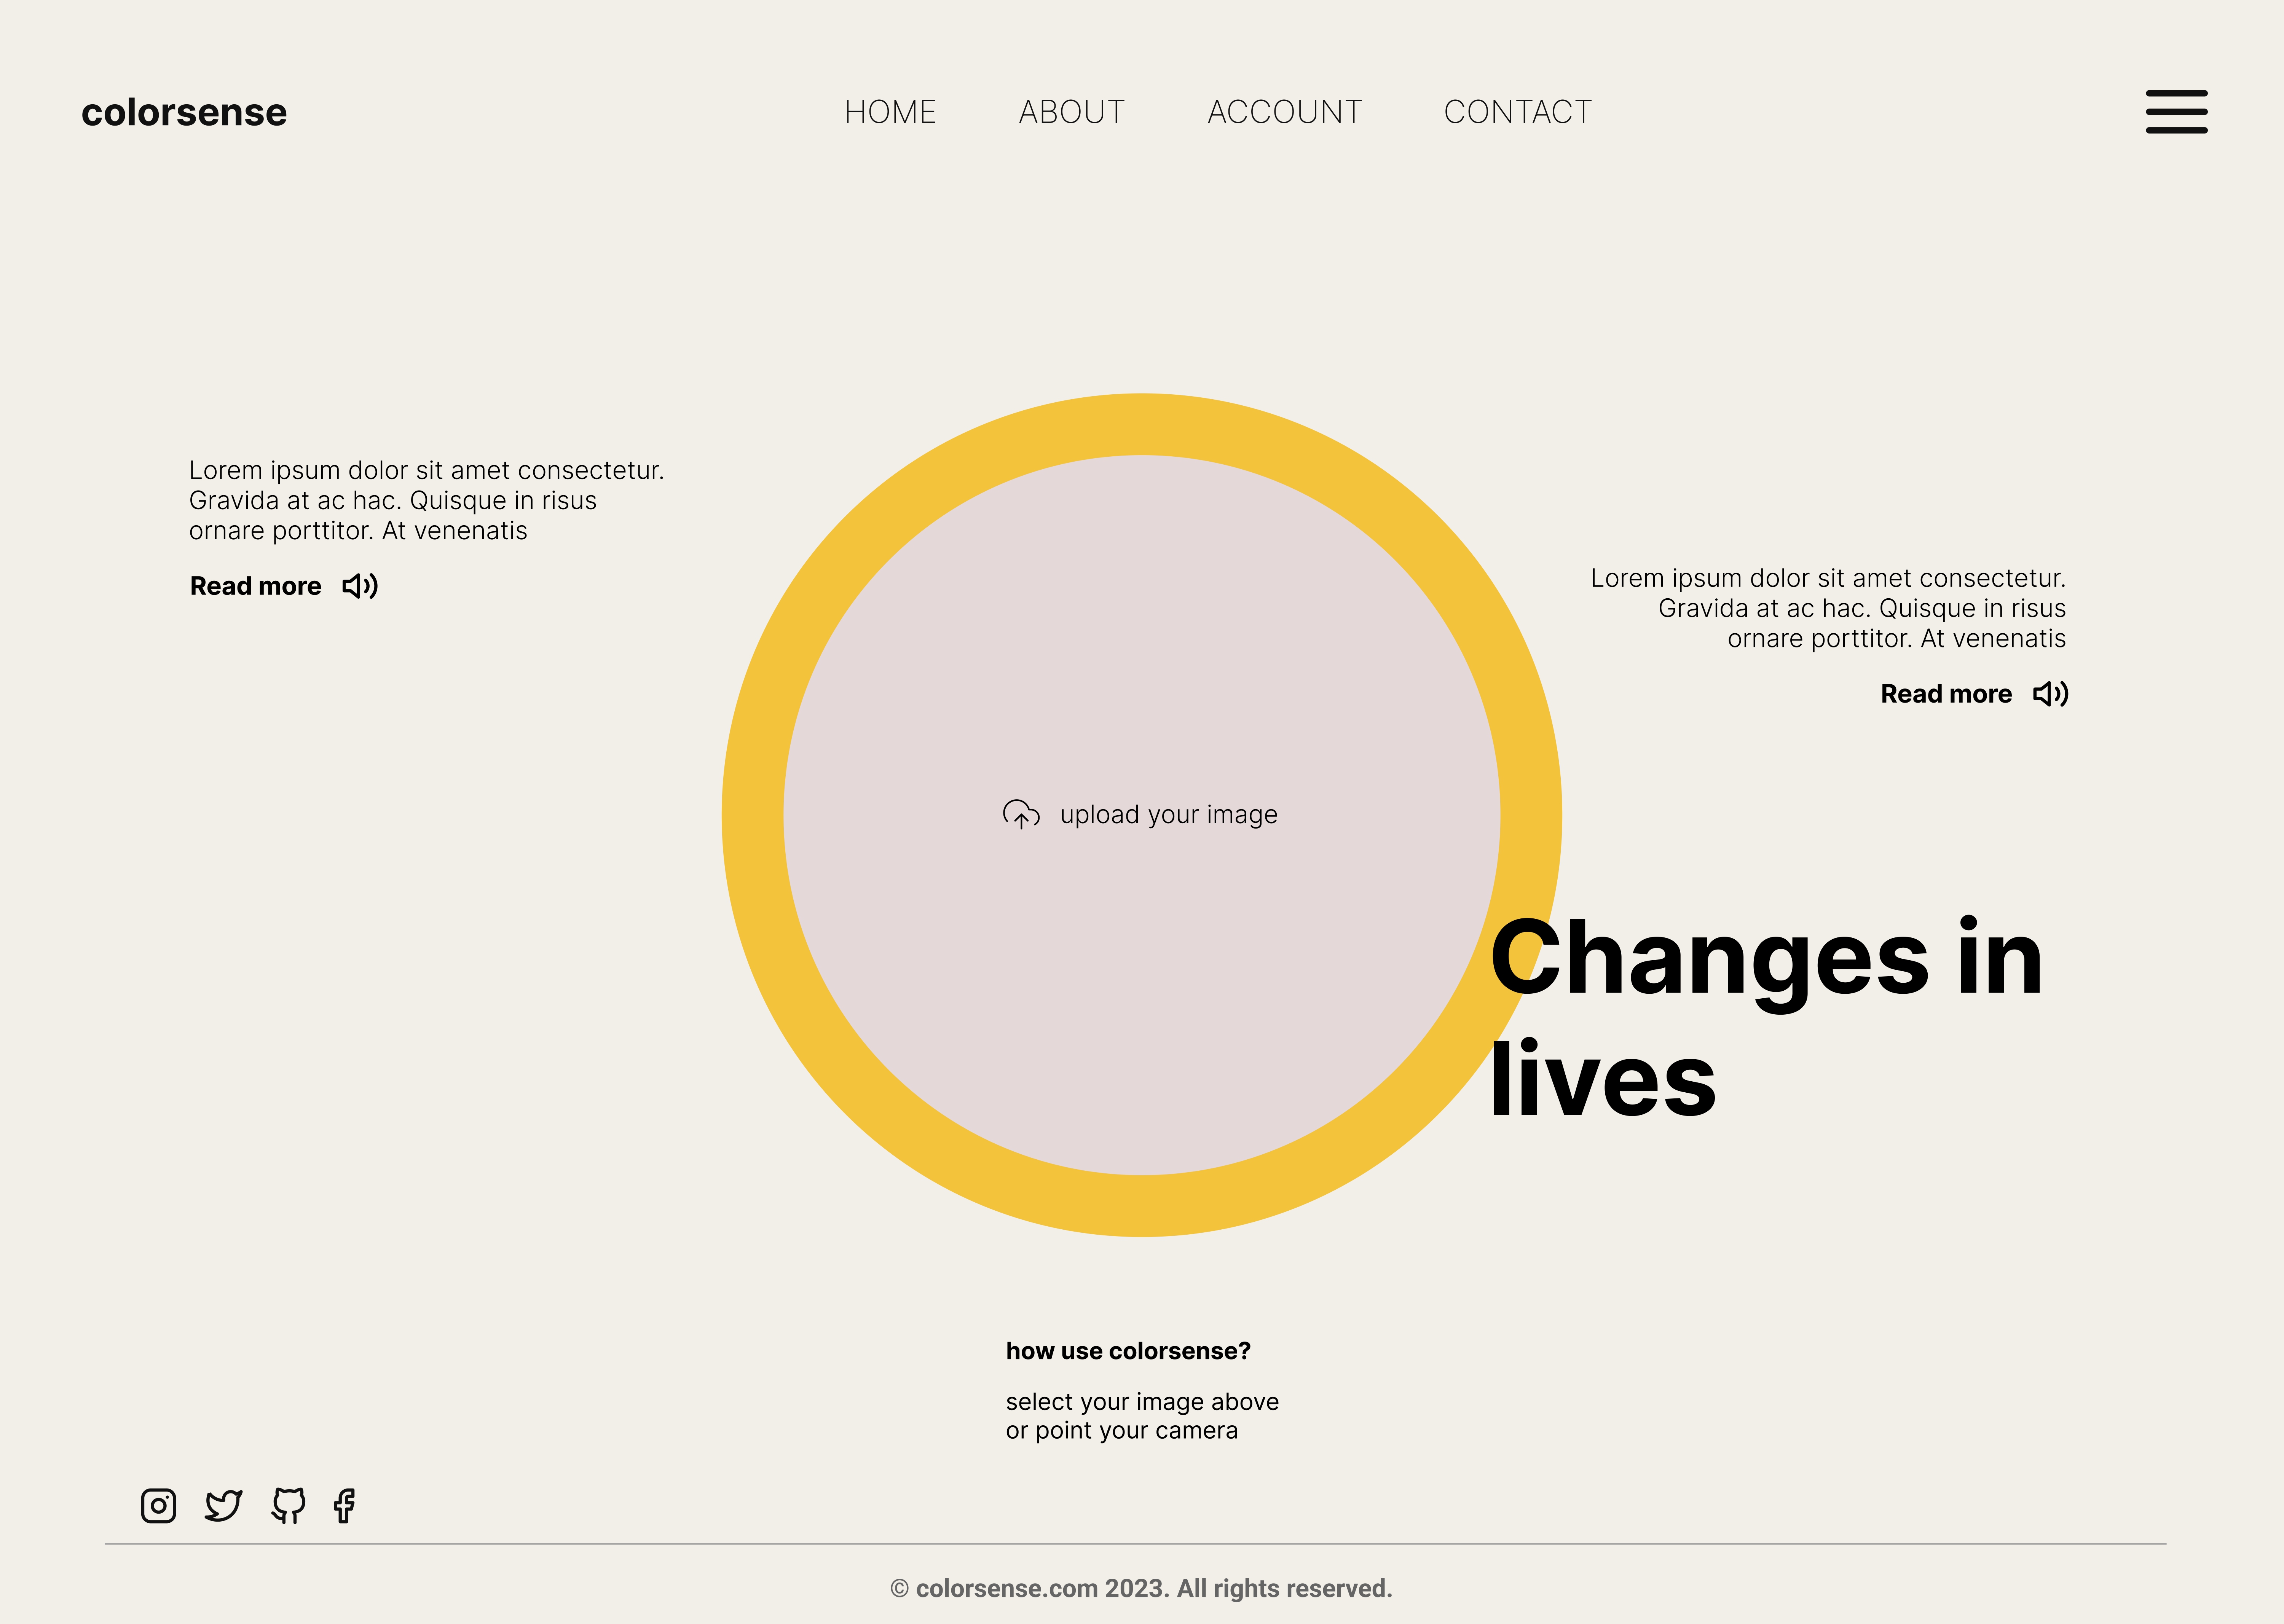 colorsense
HOME
ABOUT
ACCOUNT
CONTACT
Lorem ipsum dolor sit amet consectetur.
Gravida at ac hac. Quisque in risus
ornare porttitor. At venenatis
Read more
Lorem ipsum dolor sit amet consectetur.
Gravida at ac hac. Quisque in risus
ornare porttitor. At venenatis
Read more
upload your image
Changes in
lives
how use colorsense?
select your image above
or point your camera
© colorsense.com 2023. All rights reserved.